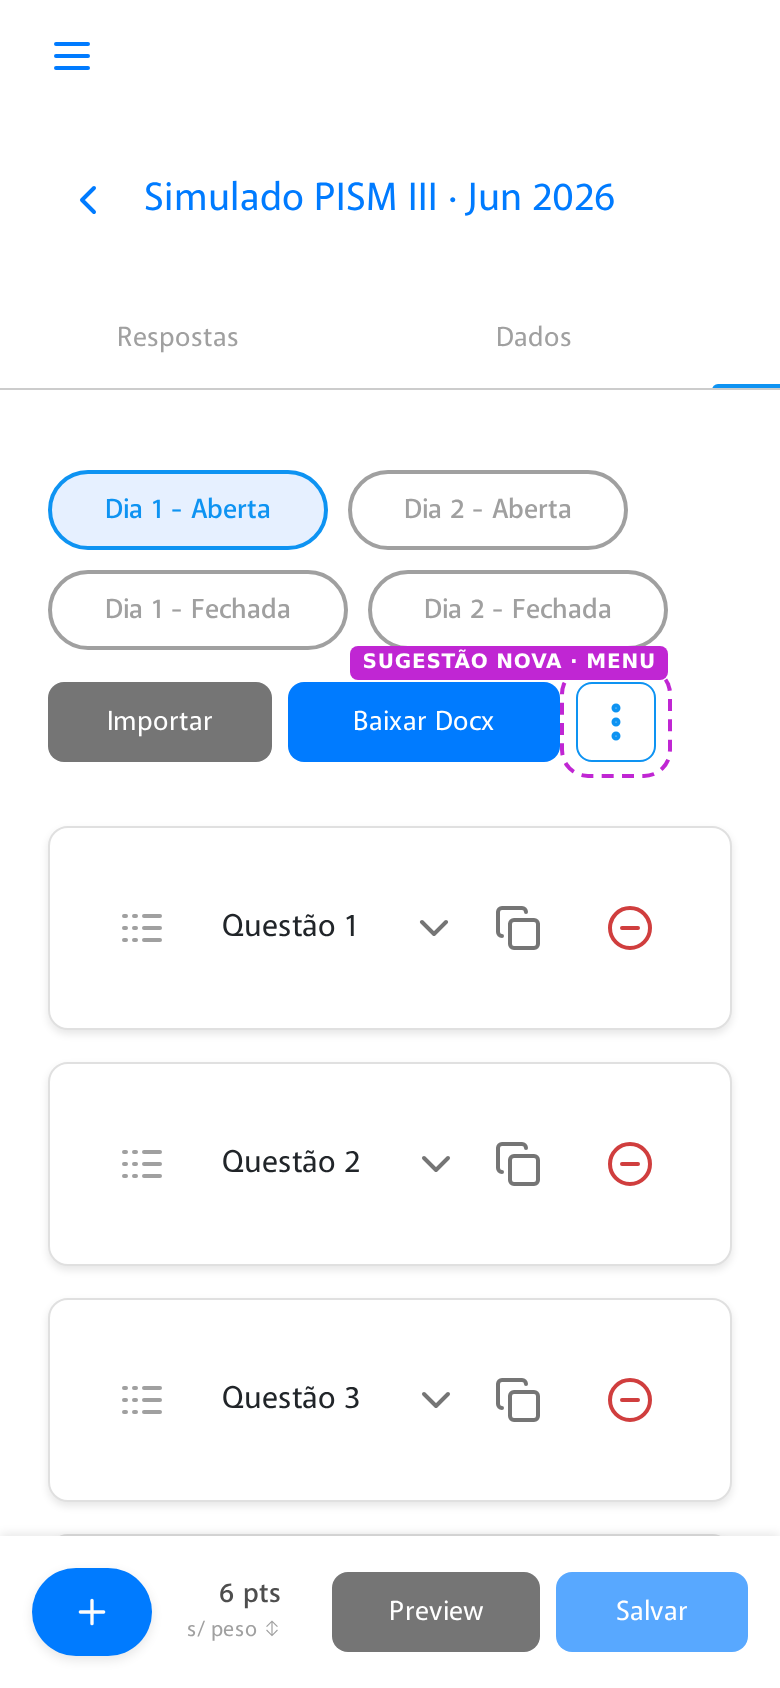 Simulado PISM III · Jun 2026
Respostas
Dados
Dia 1 - Aberta
Dia 2 - Aberta
Dia 1 - Fechada
Dia 2 - Fechada
SUGESTÃO NOVA · MENU
Importar
Baixar Docx
Questão 1
Questão 2
Questão 3
6 pts
s/ peso ⇕
Preview
Salvar